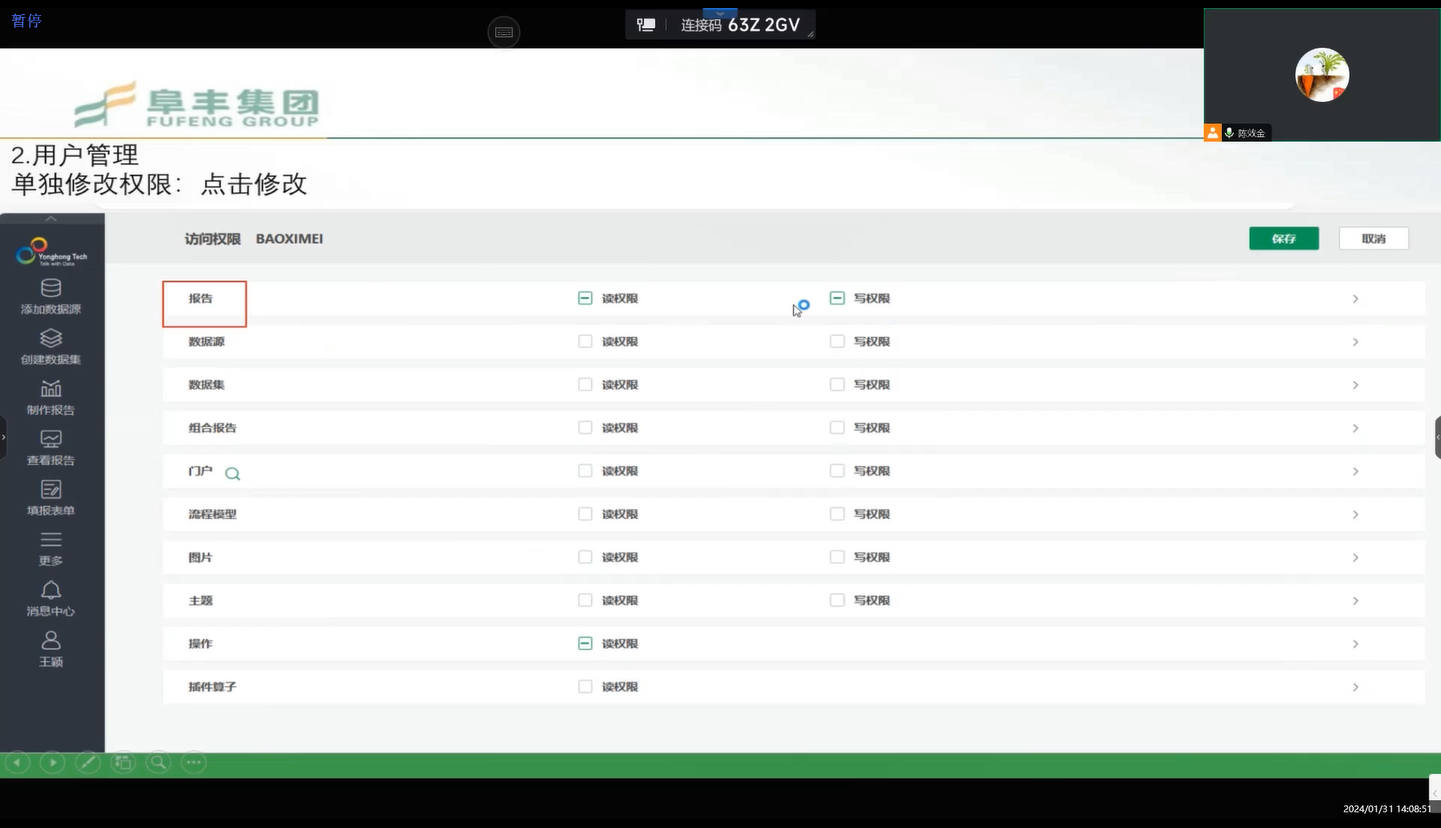 暂停
连接码 63Z 2GV
阜丰集团
FUFENG GROUP
陈效金
2.用户管理
单独修改权限：点击修改
Yonghong Tech
Talk with Data
访问权限 BAOXIMEI
保存 取消
添加数据源
创建数据集
制作报告
查看报告
填报表单
更多
消息中心
王颖
报告 读权限 写权限
数据源 读权限 写权限
数据集 读权限 写权限
组合报告 读权限 写权限
门户 读权限 写权限
流程模型 读权限 写权限
图片 读权限 写权限
主题 读权限 写权限
操作 读权限
插件算子 读权限
2024/01/31 14:08:51